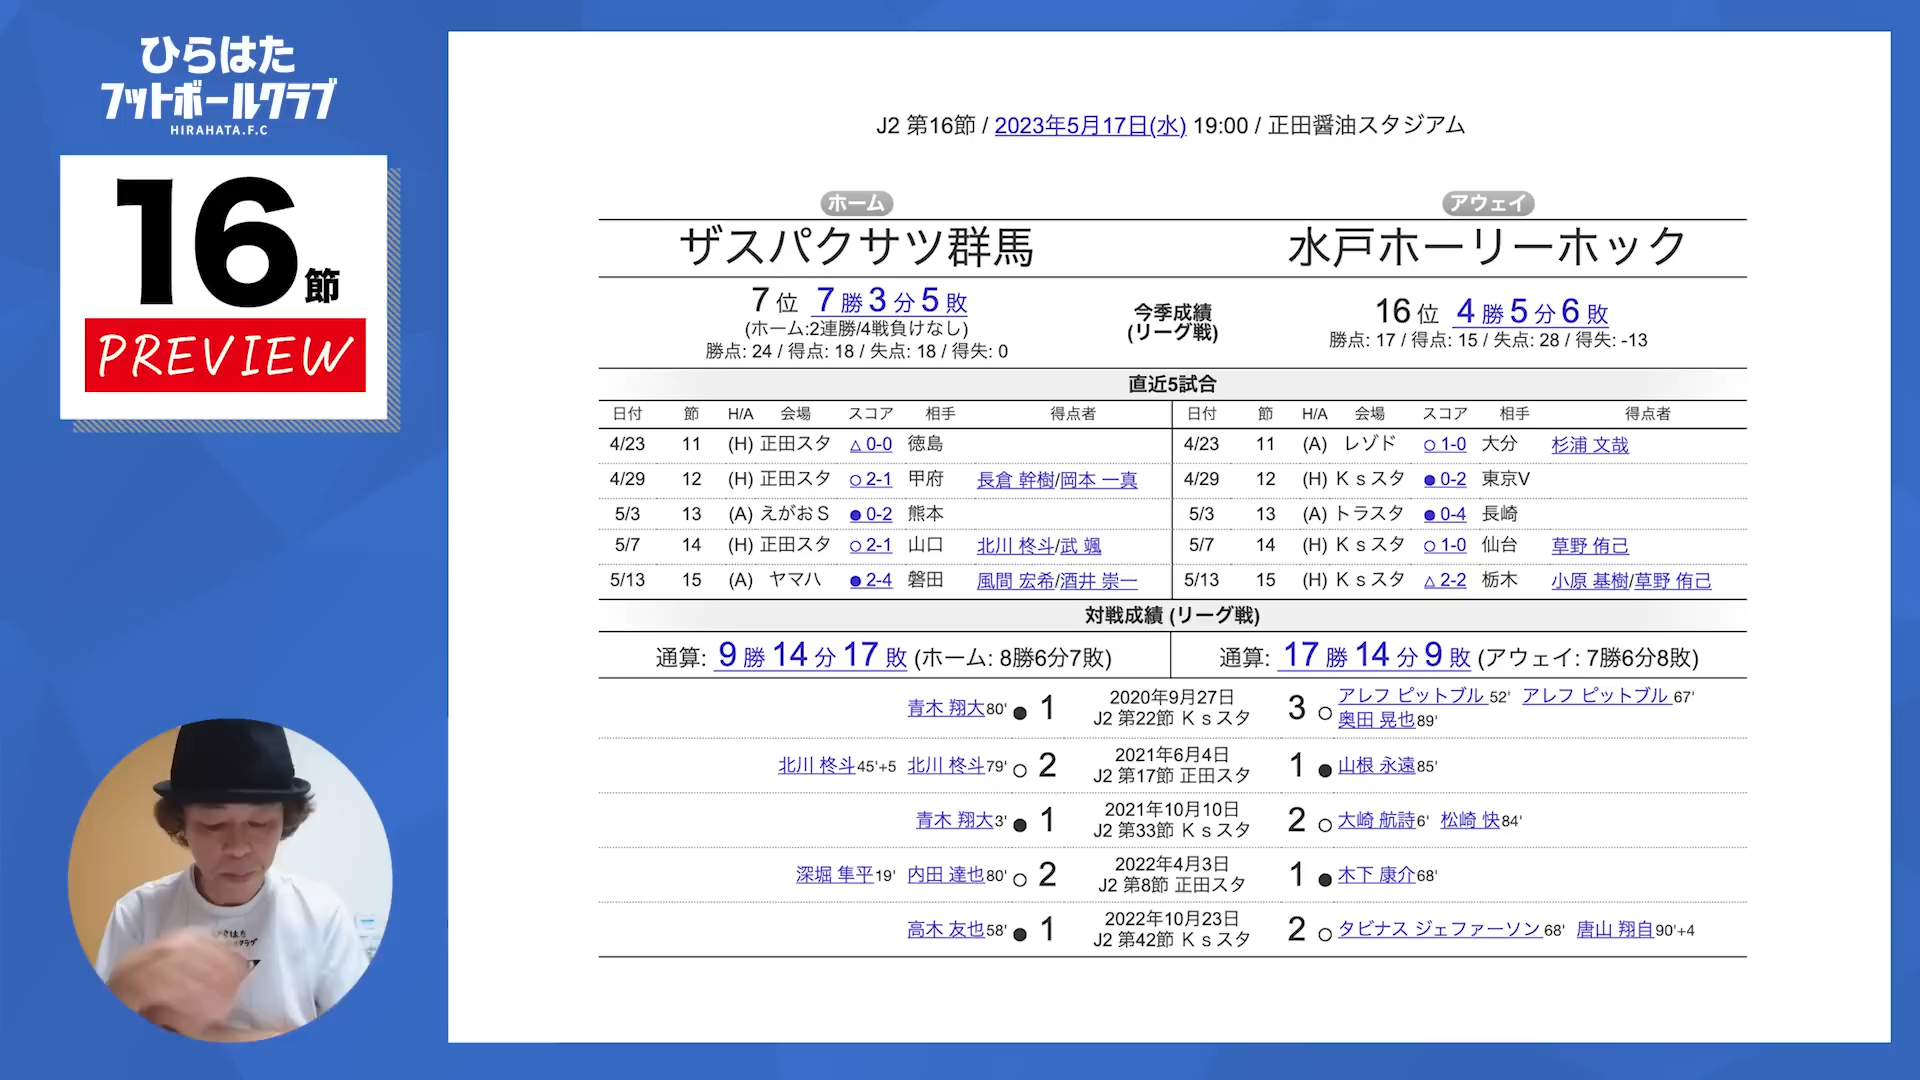 ひらはた
フットボールクラブ
HIRAHATA.F.C
16節
PREVIEW
J2 第16節 / 2023年5月17日(水) 19:00 / 正田醤油スタジアム
ホーム アウェイ
ザスパクサツ群馬 水戸ホーリーホック
7位 7勝3分5敗 今季成績 (リーグ戦) 16位 4勝5分6敗
(ホーム:2連勝/4戦負けなし)
勝点: 24 / 得点: 18 / 失点: 18 / 得失: 0 勝点: 17 / 得点: 15 / 失点: 28 / 得失: -13
直近5試合
日付 節 H/A 会場 スコア 相手 得点者 日付 節 H/A 会場 スコア 相手 得点者
4/23 11 (H) 正田スタ △0-0 徳島 4/23 11 (A) レゾド ○1-0 大分 杉浦 文哉
4/29 12 (H) 正田スタ ○2-1 甲府 長倉 幹樹/岡本 一真 4/29 12 (H) Ksスタ ●0-2 東京V
5/3 13 (A) えがおS ●0-2 熊本 5/3 13 (A) トラスタ ●0-4 長崎
5/7 14 (H) 正田スタ ○2-1 山口 北川 柊斗/武 颯 5/7 14 (H) Ksスタ ○1-0 仙台 草野 侑己
5/13 15 (A) ヤマハ ●2-4 磐田 風間 宏希/酒井 崇一 5/13 15 (H) Ksスタ △2-2 栃木 小原 基樹/草野 侑己
対戦成績 (リーグ戦)
通算: 9勝14分17敗 (ホーム: 8勝6分7敗) 通算: 17勝14分9敗 (アウェイ: 7勝6分8敗)
青木 翔大80' ● 1 2020年9月27日 J2 第22節 Ksスタ 3 ○ アレフ ピットブル 52' アレフ ピットブル 67' 奥田 晃也89'
北川 柊斗45'+5 北川 柊斗79' ○ 2 2021年6月4日 J2 第17節 正田スタ 1 ● 山根 永遠85'
青木 翔大3' ● 1 2021年10月10日 J2 第33節 Ksスタ 2 ○ 大崎 航詩6' 松崎 快84'
深堀 隼平19' 内田 達也80' ○ 2 2022年4月3日 J2 第8節 正田スタ 1 ● 木下 康介68'
高木 友也58' ● 1 2022年10月23日 J2 第42節 Ksスタ 2 ○ タビナス ジェファーソン 68' 唐山 翔自90'+4